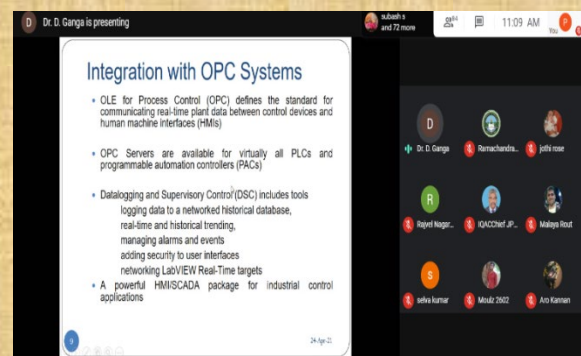 D Dr. D. Ganga is presenting
subash s
and 72 more
84
11:09 AM
You
P
Integration with OPC Systems
• OLE for Process Control (OPC) defines the standard for
communicating real-time plant data between control devices and
human machine interfaces (HMIs)
• OPC Servers are available for virtually all PLCs and
programmable automation controllers (PACs)
• Datalogging and Supervisory Control (DSC) includes tools
logging data to a networked historical database,
real-time and historical trending,
managing alarms and events
adding security to user interfaces
networking LabVIEW Real-Time targets
• A powerful HMI/SCADA package for industrial control
applications
9
24-Apr-21
D
Dr. D. Ganga
Ramachandra...
jothi rose
R
Rajvel Nagar...
IQACChief JP...
Malaya Rout
S
selva kumar
Moulz 2602
Aro Kannan